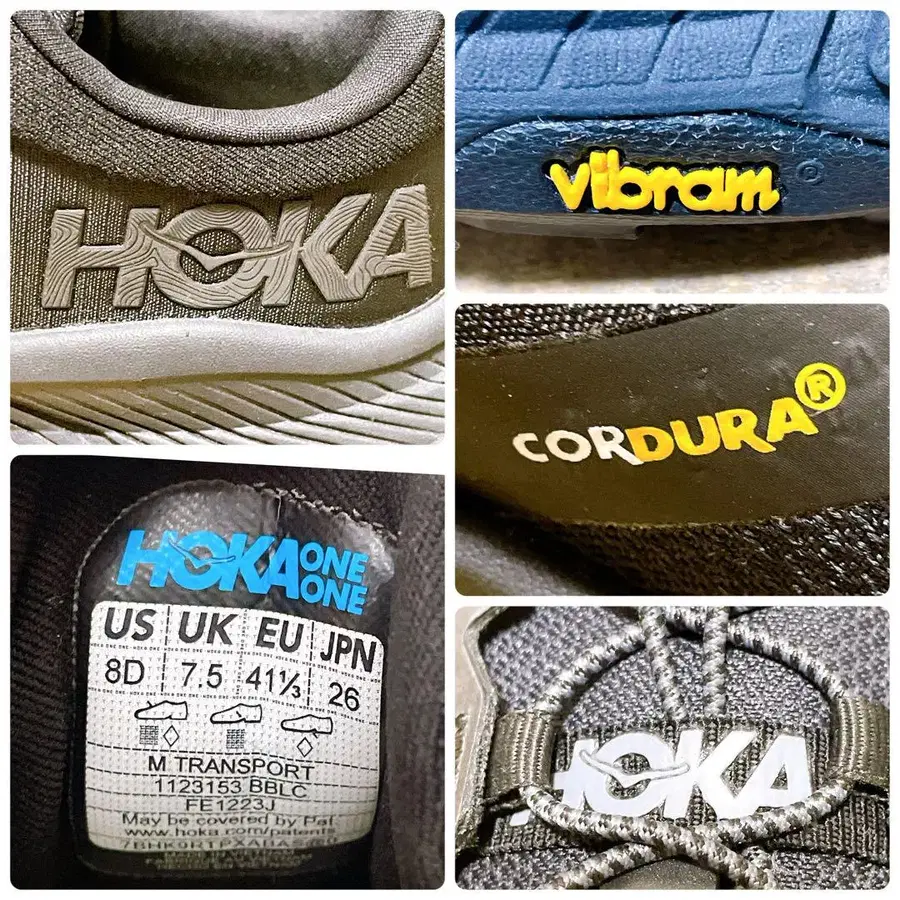 HOKA
vibram®
CORDURA®
HOKA ONE ONE
US UK EU JPN
8D 7.5 41⅓ 26
M TRANSPORT
1123153 BBLC
FE1223J
May be covered by Pat.
www.hoka.com/patents
HOKA